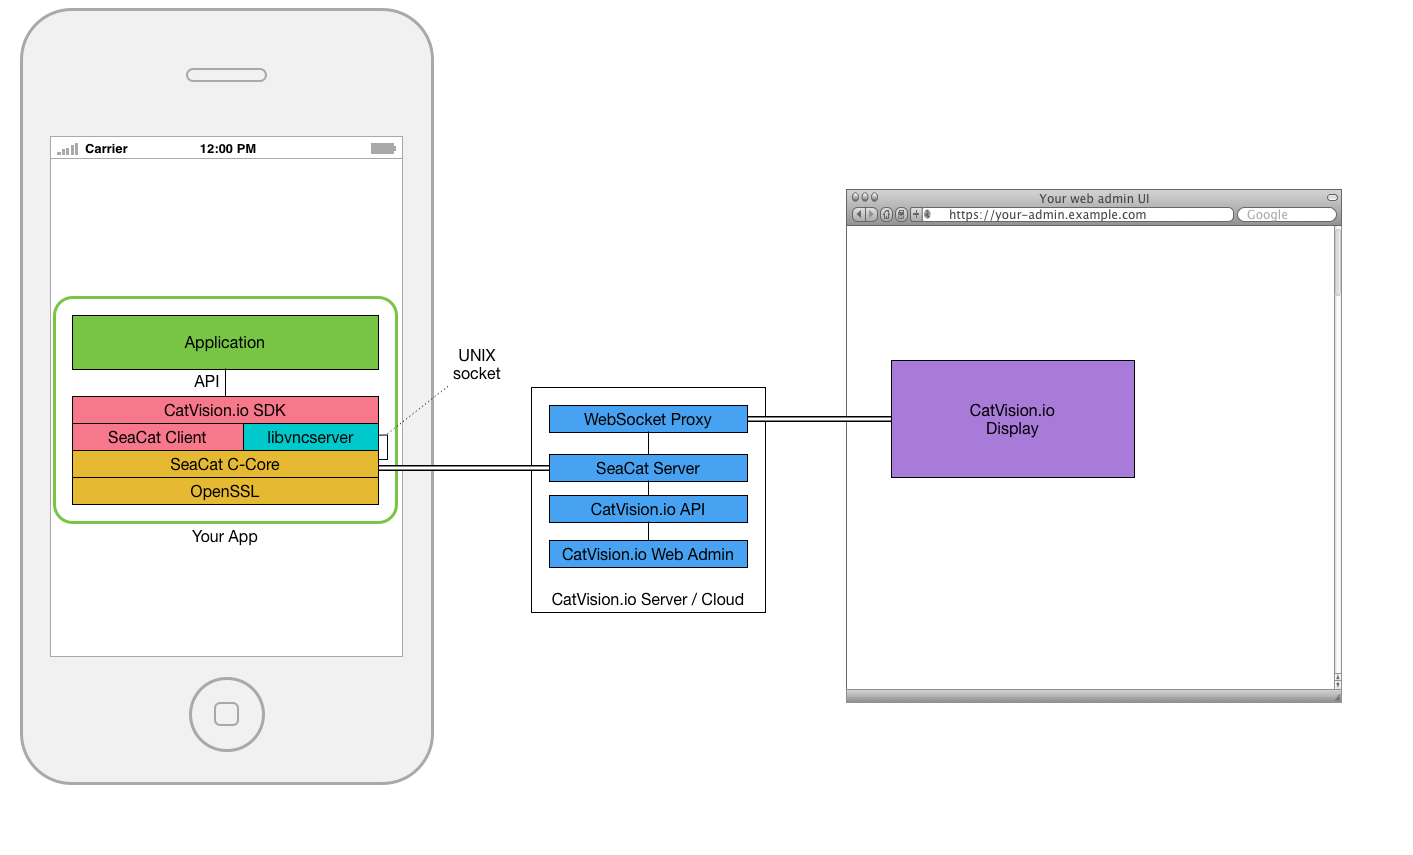 Carrier
12:00 PM
Application
API
CatVision.io SDK
SeaCat Client
libvncserver
SeaCat C-Core
OpenSSL
Your App
UNIX
socket
WebSocket Proxy
SeaCat Server
CatVision.io API
CatVision.io Web Admin
CatVision.io Server / Cloud
Your web admin UI
https://your-admin.example.com
Google
CatVision.io
Display